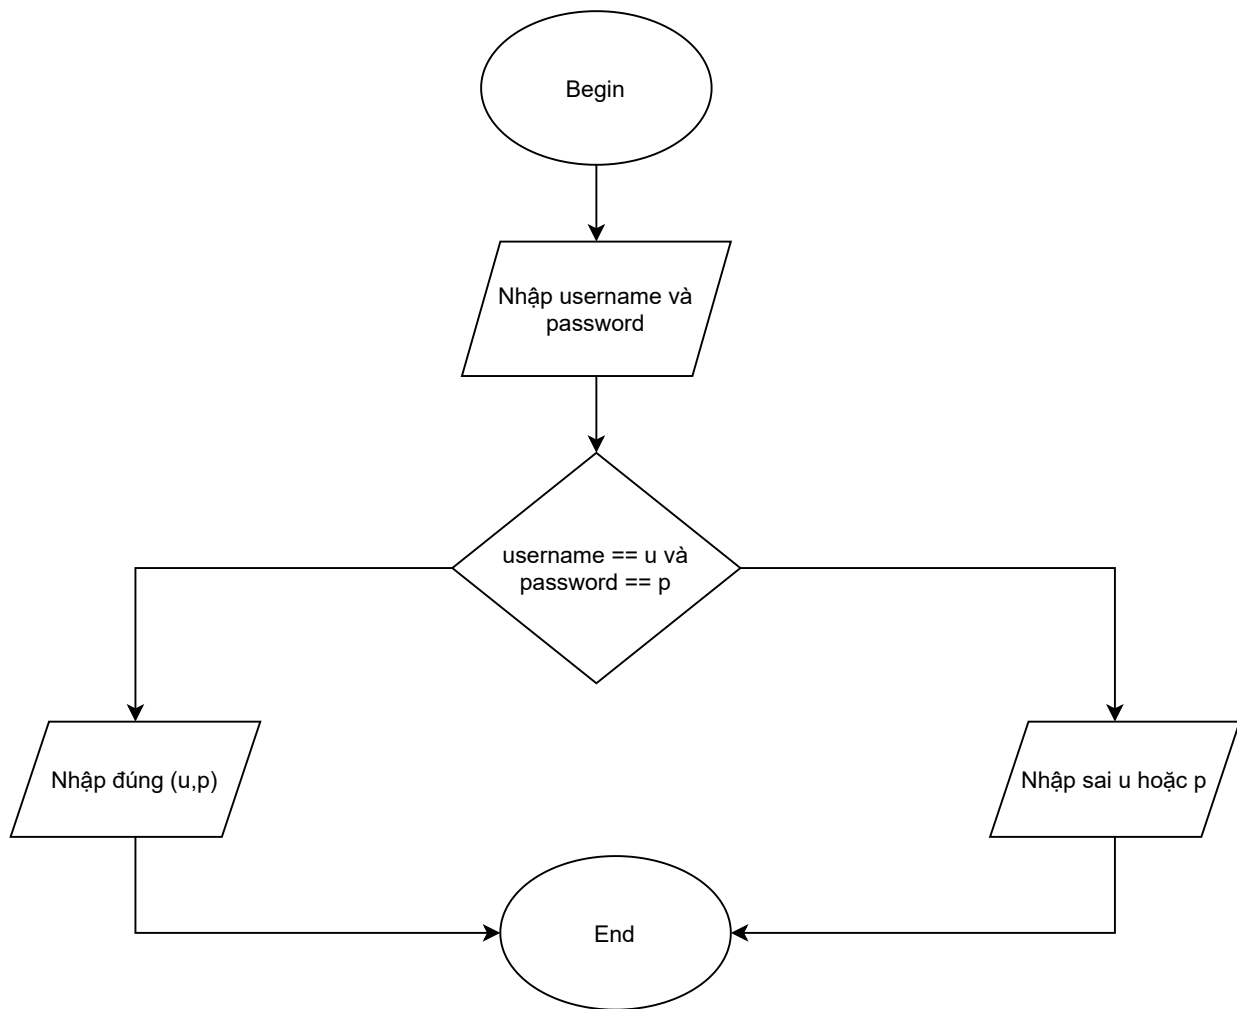 Begin
Nhập username và
password
username == u và
password == p
Nhập đúng (u,p)
Nhập sai u hoặc p
End